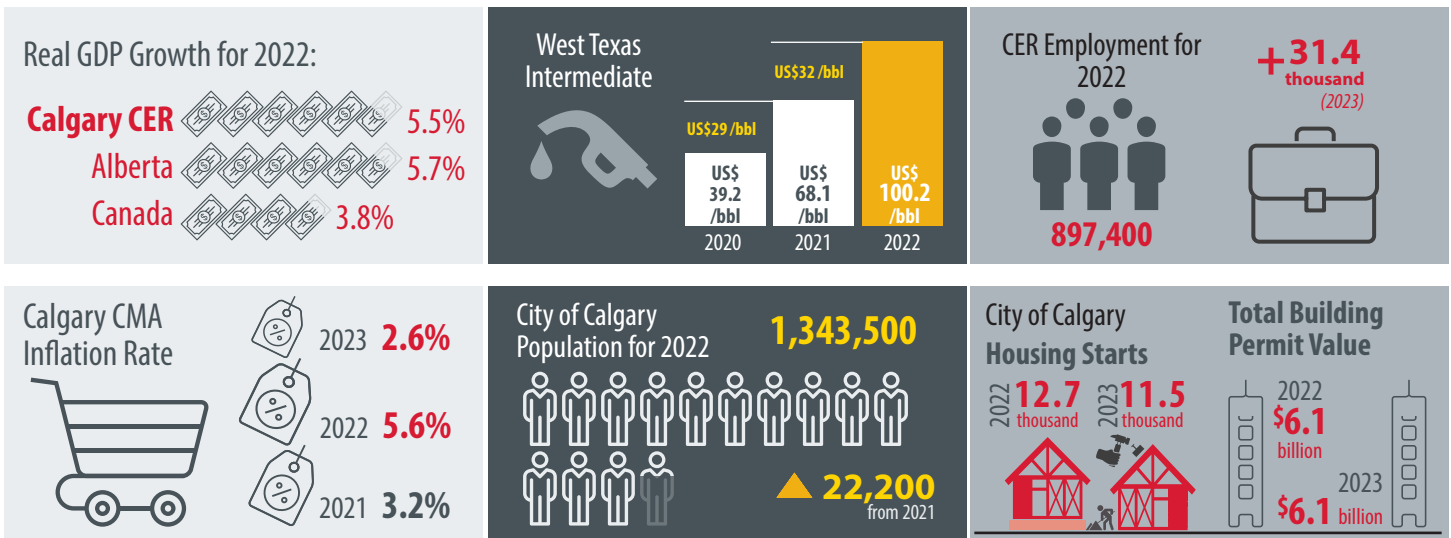 Real GDP Growth for 2022:
Calgary CER 5.5%
Alberta 5.7%
Canada 3.8%
West Texas
Intermediate
US$29 /bbl
US$32 /bbl
US$
39.2
/bbl
2020
US$
68.1
/bbl
2021
US$
100.2
/bbl
2022
CER Employment for
2022
897,400
+31.4
thousand
(2023)
Calgary CMA
Inflation Rate
2023 2.6%
2022 5.6%
2021 3.2%
City of Calgary
Population for 2022
1,343,500
22,200
from 2021
City of Calgary
Housing Starts
2022 12.7
thousand
2023 11.5
thousand
Total Building
Permit Value
2022
$6.1
billion
2023
$6.1 billion